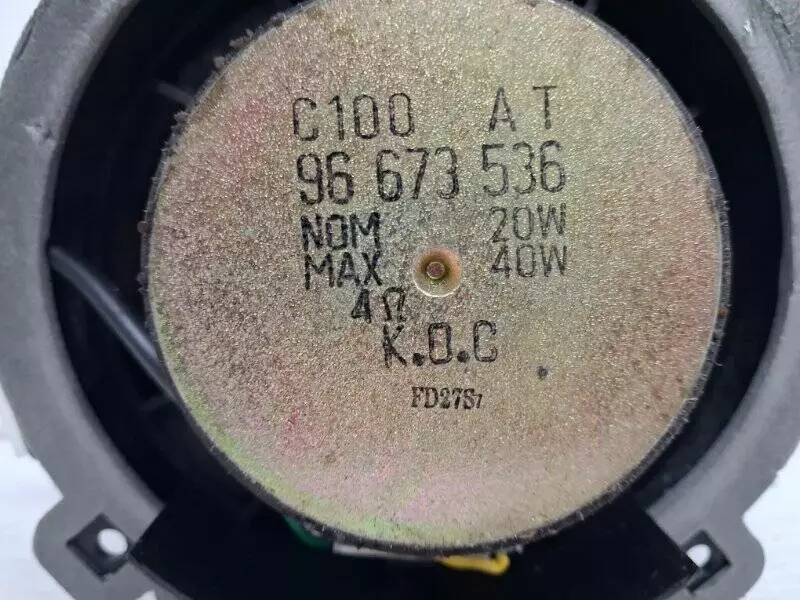 C100 AT
96 673 536
NOM 20W
MAX 40W
4Ω
K.O.C
FD27S7